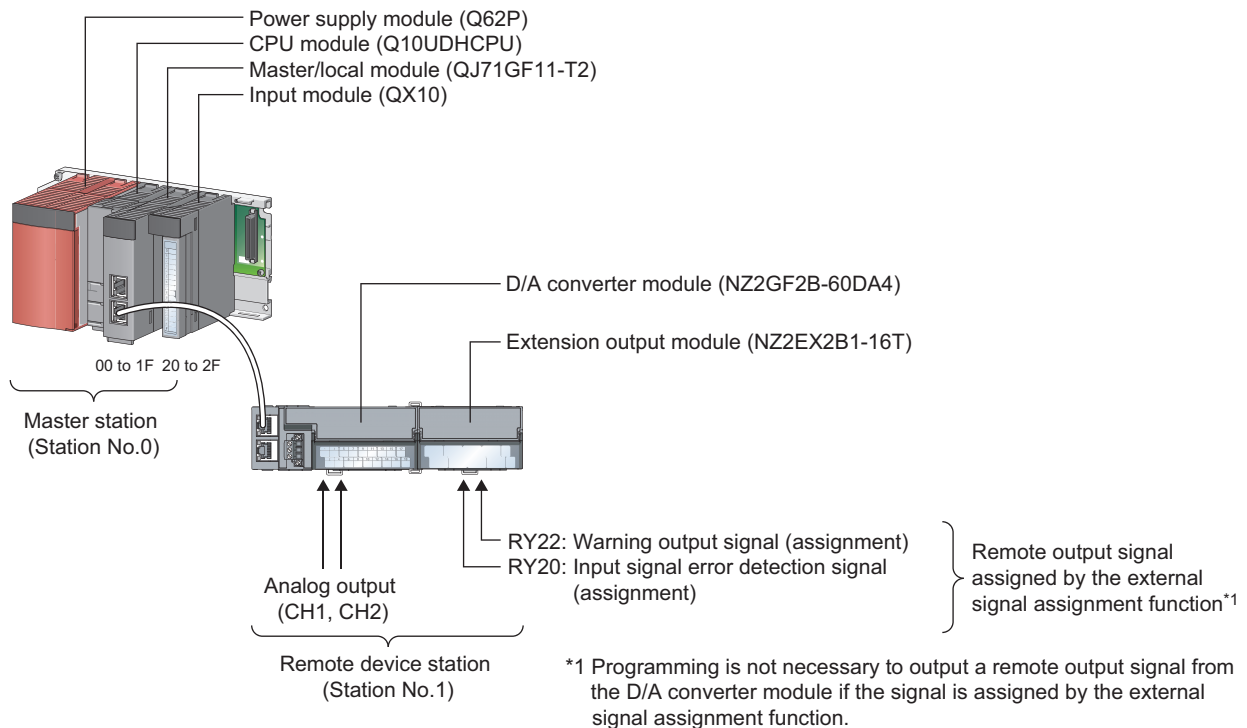 Power supply module (Q62P)
CPU module (Q10UDHCPU)
Master/local module (QJ71GF11-T2)
Input module (QX10)
D/A converter module (NZ2GF2B-60DA4)
Extension output module (NZ2EX2B1-16T)
00 to 1F 20 to 2F
Master station
(Station No.0)
RY22: Warning output signal (assignment)
RY20: Input signal error detection signal
(assignment)
Remote output signal
assigned by the external
signal assignment function*1
Analog output
(CH1, CH2)
Remote device station
(Station No.1)
*1 Programming is not necessary to output a remote output signal from
the D/A converter module if the signal is assigned by the external
signal assignment function.